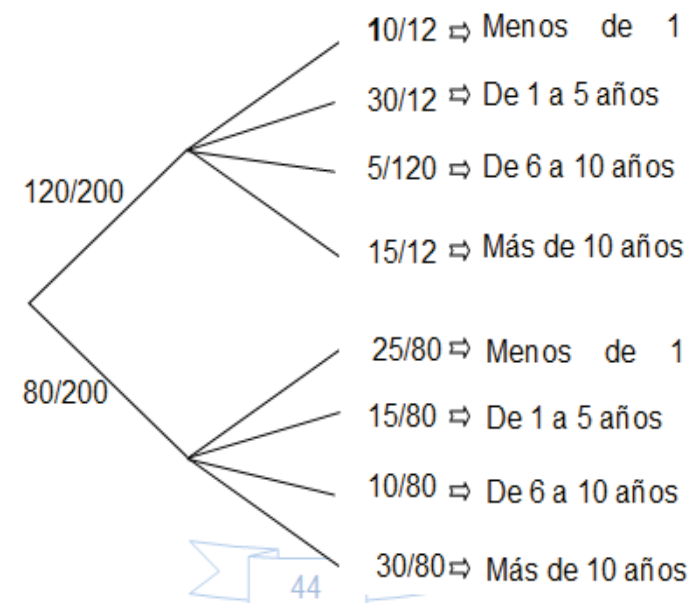 10/12 ⇨ Menos de 1
30/12 ⇨ De 1 a 5 años
5/120 ⇨ De 6 a 10 años
120/200
15/12 ⇨ Más de 10 años
25/80 ⇨ Menos de 1
80/200
15/80 ⇨ De 1 a 5 años
10/80 ⇨ De 6 a 10 años
30/80 ⇨ Más de 10 años
44